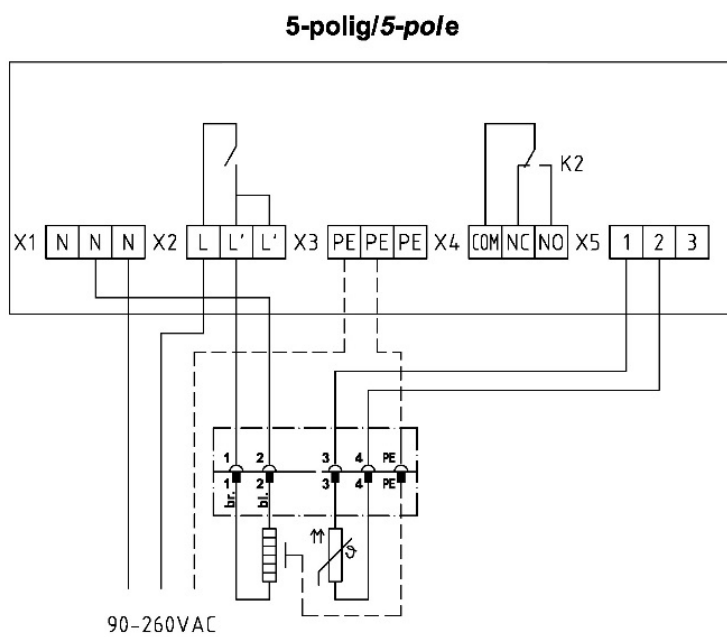 5-polig/5-pole
K2
X1 N N N X2 L L' L' X3 PE PE PE X4 COM NC NO X5 1 2 3
1 2 3 4 PE
1 2 3 4 PE
br. bl.
ϑ
90-260VAC